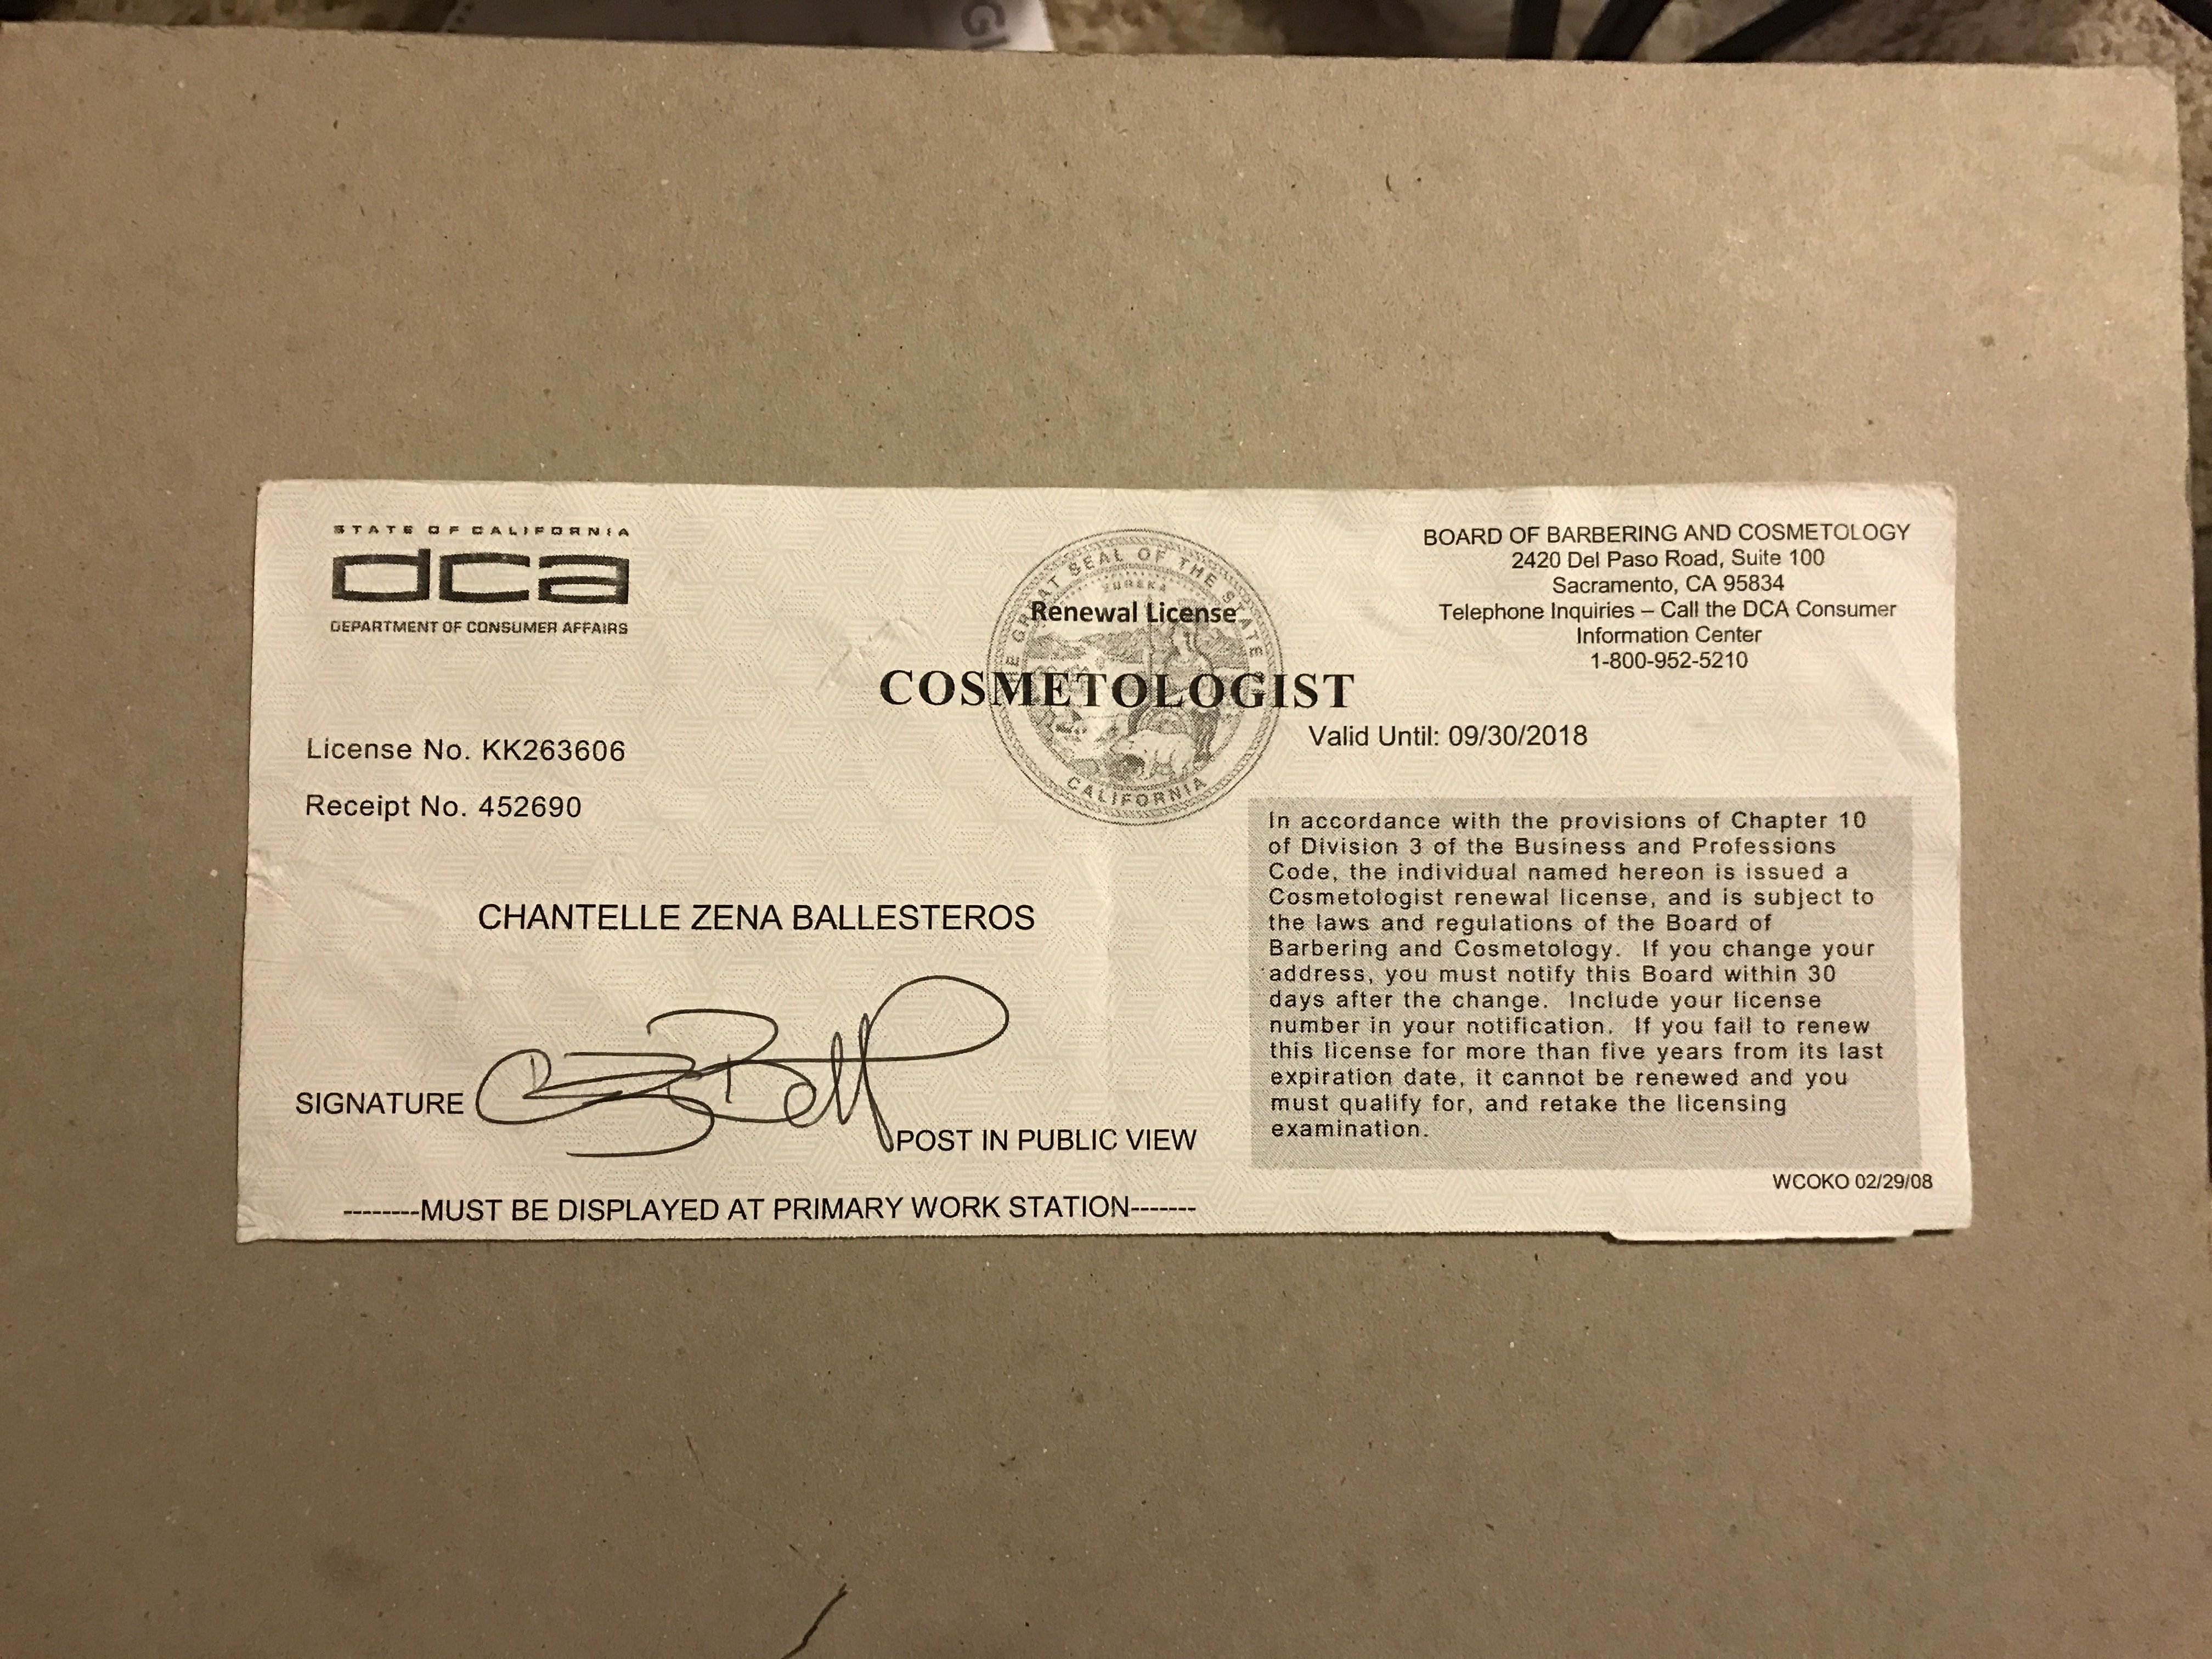 STATE OF CALIFORNIA
dca
DEPARTMENT OF CONSUMER AFFAIRS
THE GREAT SEAL OF THE STATE
EUREKA
Renewal License
COSMETOLOGIST
CALIFORNIA
BOARD OF BARBERING AND COSMETOLOGY
2420 Del Paso Road, Suite 100
Sacramento, CA 95834
Telephone Inquiries – Call the DCA Consumer
Information Center
1-800-952-5210
Valid Until: 09/30/2018
License No. KK263606
Receipt No. 452690
CHANTELLE ZENA BALLESTEROS
SIGNATURE
POST IN PUBLIC VIEW
--------MUST BE DISPLAYED AT PRIMARY WORK STATION-------
In accordance with the provisions of Chapter 10
of Division 3 of the Business and Professions
Code, the individual named hereon is issued a
Cosmetologist renewal license, and is subject to
the laws and regulations of the Board of
Barbering and Cosmetology. If you change your
address, you must notify this Board within 30
days after the change. Include your license
number in your notification. If you fail to renew
this license for more than five years from its last
expiration date, it cannot be renewed and you
must qualify for, and retake the licensing
examination.
WCOKO 02/29/08